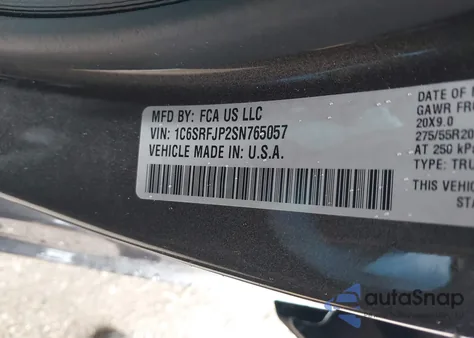 MFD BY: FCA US LLC
VIN: 1C6SRFJP2SN765057
VEHICLE MADE IN: U.S.A.
DATE OF M
GAWR FRO
20X9.0
275/55R20
AT 250 kPa
TYPE: TRU
THIS VEHIC
STA
autoSnap